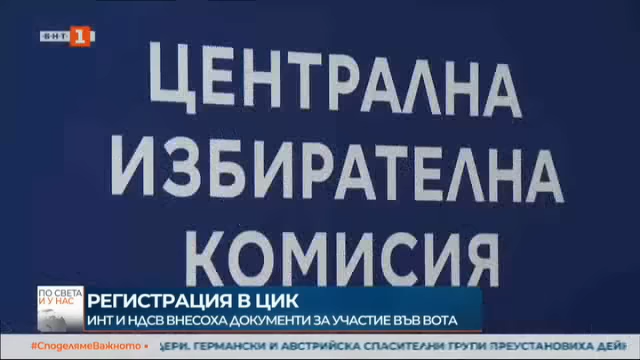 БНТ 1
ЦЕНТРАЛНА
ИЗБИРАТЕЛНА
КОМИСИЯ
ПО СВЕТА
И У НАС
РЕГИСТРАЦИЯ В ЦИК
ИНТ И НДСВ ВНЕСОХА ДОКУМЕНТИ ЗА УЧАСТИЕ ВЪВ ВОТА
#СподелямеВажното • ЦЕРИ. ГЕРМАНСКИ И АВСТРИЙСКА СПАСИТЕЛНИ ГРУПИ ПРЕУСТАНОВИХА ДЕЙ